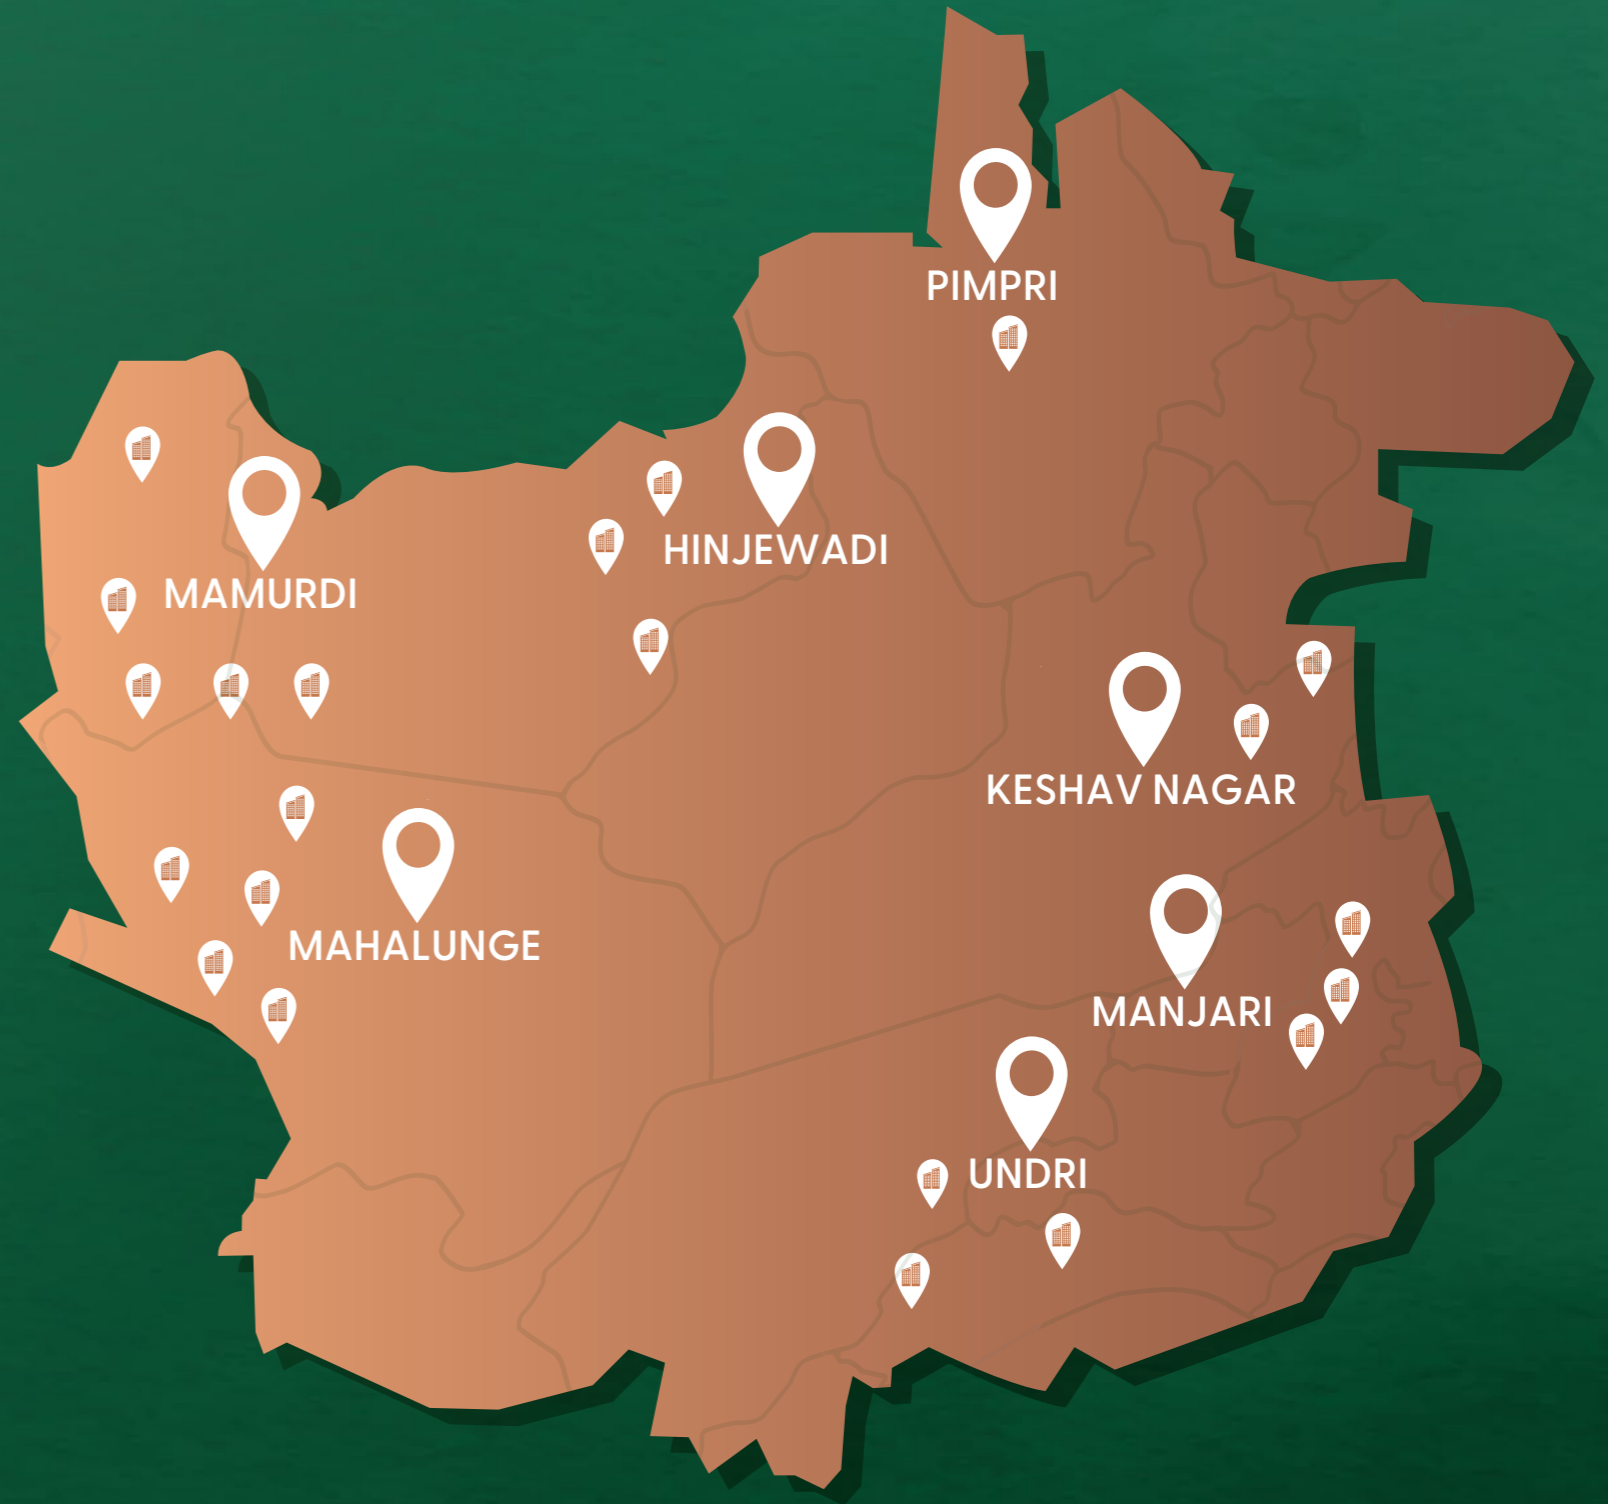 PIMPRI
HINJEWADI
MAMURDI
KESHAV NAGAR
MAHALUNGE
MANJARI
UNDRI